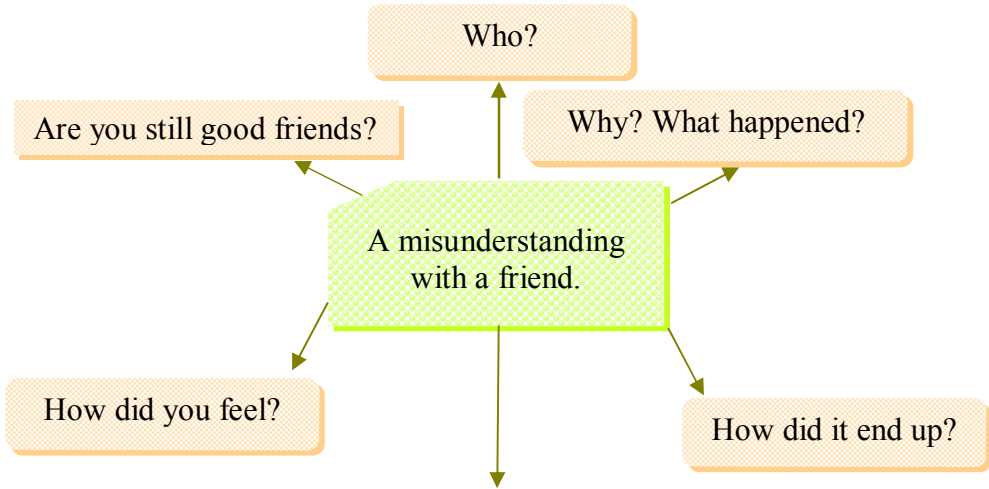 Who?
Are you still good friends?
Why? What happened?
A misunderstanding
with a friend.
How did you feel?
How did it end up?